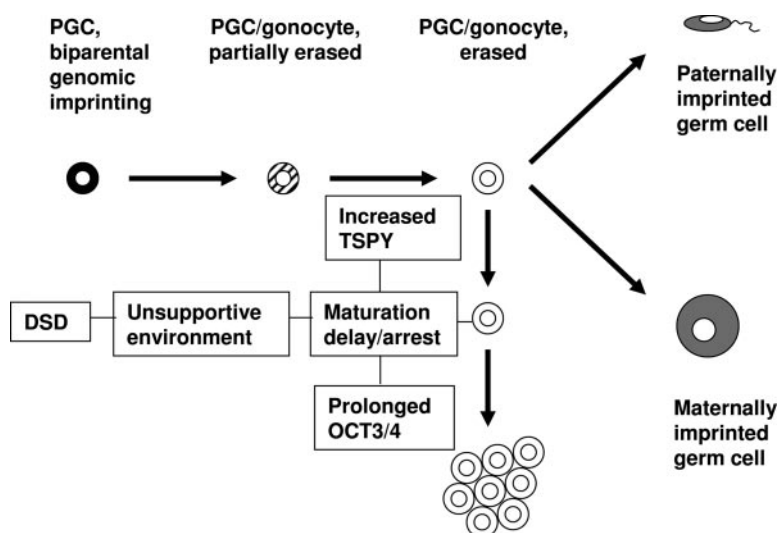 PGC,
biparental
genomic
imprinting
PGC/gonocyte,
partially erased
PGC/gonocyte,
erased
Paternally
imprinted
germ cell
Increased
TSPY
DSD
Unsupportive
environment
Maturation
delay/arrest
Prolonged
OCT3/4
Maternally
imprinted
germ cell